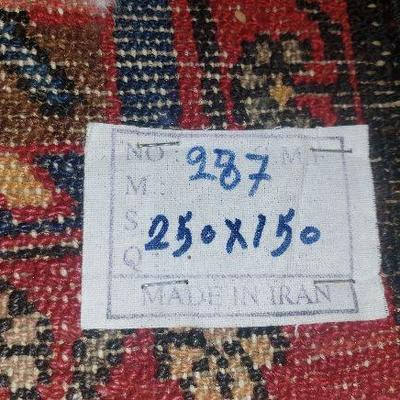 NO: 287
M:
S 250x150
Q
MADE IN IRAN